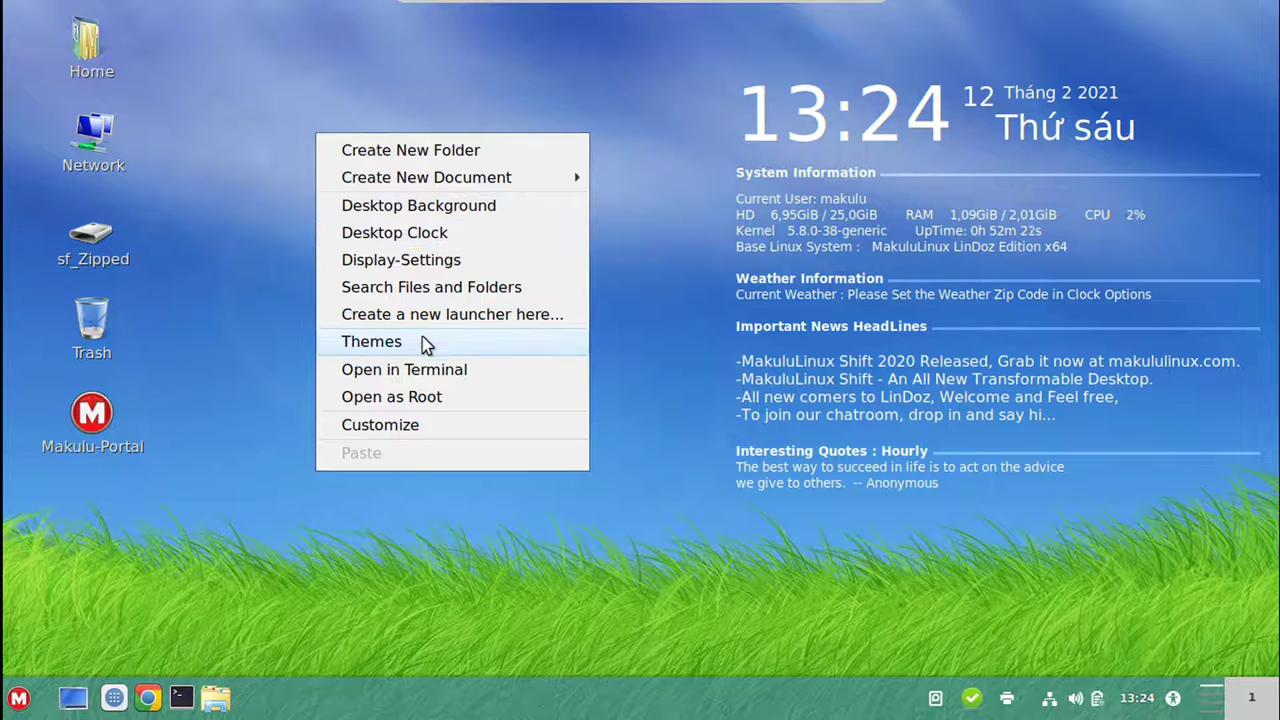 Home
Network
sf_Zipped
Trash
M
Makulu-Portal
Create New Folder
Create New Document
Desktop Background
Desktop Clock
Display-Settings
Search Files and Folders
Create a new launcher here...
Themes
Open in Terminal
Open as Root
Customize
Paste
13:24 12 Tháng 2 2021
Thứ sáu
System Information
Current User: makulu
HD 6,95GiB / 25,0GiB RAM 1,09GiB / 2,01GiB CPU 2%
Kernel 5.8.0-38-generic UpTime: 0h 52m 22s
Base Linux System : MakuluLinux LinDoz Edition x64
Weather Information
Current Weather : Please Set the Weather Zip Code in Clock Options
Important News HeadLines
-MakuluLinux Shift 2020 Released, Grab it now at makululinux.com.
-MakuluLinux Shift - An All New Transformable Desktop.
-All new comers to LinDoz, Welcome and Feel free,
-To join our chatroom, drop in and say hi...
Interesting Quotes : Hourly
The best way to succeed in life is to act on the advice
we give to others. -- Anonymous
M
13:24
1